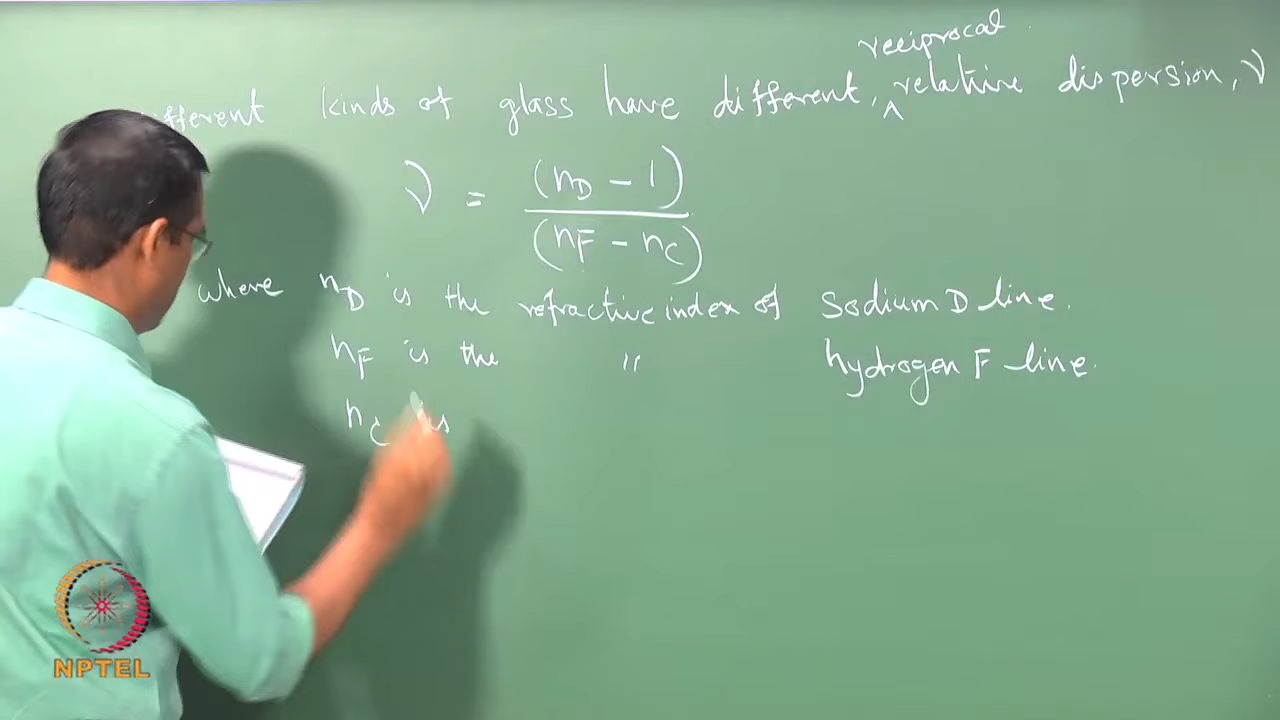 reciprocal
ifferent kinds of glass have different, ^ relative dispersion, ν
ν = (nD - 1) / (nF - nC)
where nD is the refractive index of Sodium D line.
nF is the " hydrogen F line.
nC is
NPTEL